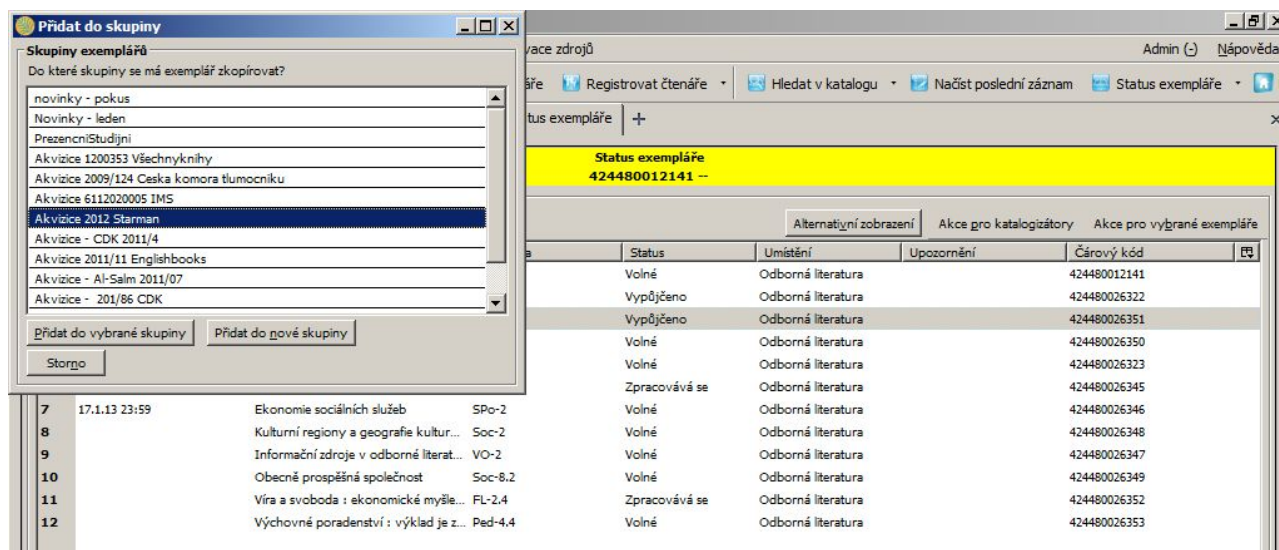 Přidat do skupiny
Skupiny exemplářů
Do které skupiny se má exemplář zkopírovat?
novinky - pokus
Novinky - leden
PrezencniStudijni
Akvizice 1200353 Všechnyknihy
Akvizice 2009/124 Ceska komora tlumocniku
Akvizice 6112020005 IMS
Akvizice 2012 Starman
Akvizice - CDK 2011/4
Akvizice 2011/11 Englishbooks
Akvizice - Al-Salm 2011/07
Akvizice - 201/86 CDK
Přidat do vybrané skupiny Přidat do nové skupiny
Storno
vace zdrojů Admin (-) Nápověda
áře Registrovat čtenáře Hledat v katalogu Načíst poslední záznam Status exempláře
tus exempláře
Status exempláře
424480012141 --
Alternativní zobrazení Akce pro katalogizátory Akce pro vybrané exempláře
Status Umístění Upozornění Čárový kód
Volné Odborná literatura 424480012141
Vypůjčeno Odborná literatura 424480026322
Vypůjčeno Odborná literatura 424480026351
Volné Odborná literatura 424480026350
Volné Odborná literatura 424480026323
Zpracovává se Odborná literatura 424480026345
7 17.1.13 23:59 Ekonomie sociálních služeb SPo-2 Volné Odborná literatura 424480026346
8 Kulturní regiony a geografie kultur... Soc-2 Volné Odborná literatura 424480026348
9 Informační zdroje v odborné literat... VO-2 Volné Odborná literatura 424480026347
10 Obecně prospěšná společnost Soc-8.2 Volné Odborná literatura 424480026349
11 Víra a svoboda : ekonomické myšle... FL-2.4 Zpracovává se Odborná literatura 424480026352
12 Výchovné poradenství : výklad je z... Ped-4.4 Volné Odborná literatura 424480026353